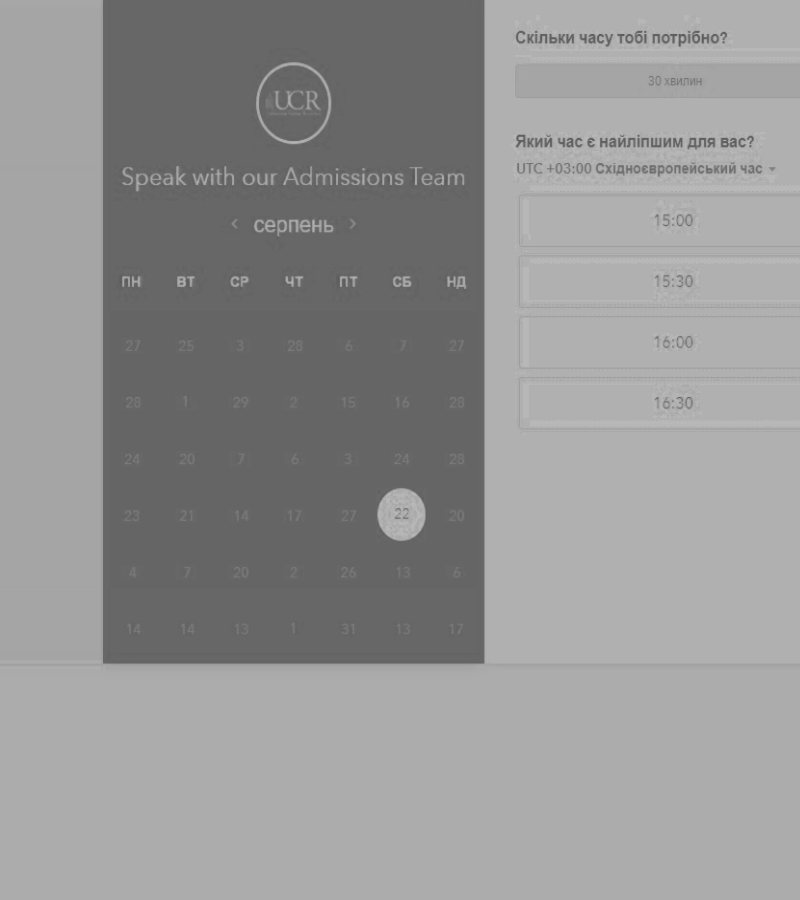 UCR
Speak with our Admissions Team
серпень
ПН ВТ СР ЧТ ПТ СБ НД
27 25 3 28 6 7 27
28 1 29 2 15 16 28
24 20 7 6 3 24 28
23 21 14 17 27 22 20
4 7 20 2 26 13 6
14 14 13 1 31 13 17
Скільки часу тобі потрібно?
30 хвилин
Який час є найліпшим для вас?
UTC +03:00 Східноєвропейський час
15:00
15:30
16:00
16:30